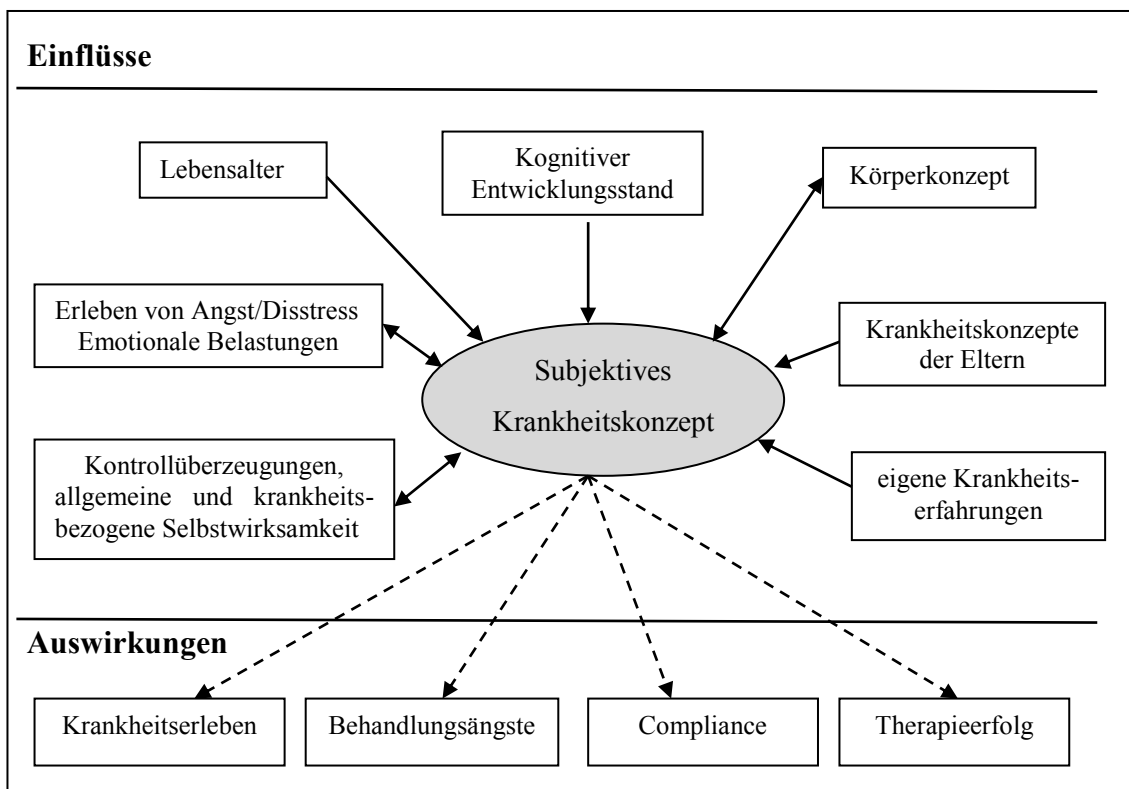 Einflüsse
Lebensalter
Kognitiver
Entwicklungsstand
Körperkonzept
Erleben von Angst/Disstress
Emotionale Belastungen
Krankheitskonzepte
der Eltern
Subjektives
Krankheitskonzept
Kontrollüberzeugungen,
allgemeine und krankheits-
bezogene Selbstwirksamkeit
eigene Krankheits-
erfahrungen
Auswirkungen
Krankheitserleben
Behandlungsängste
Compliance
Therapieerfolg